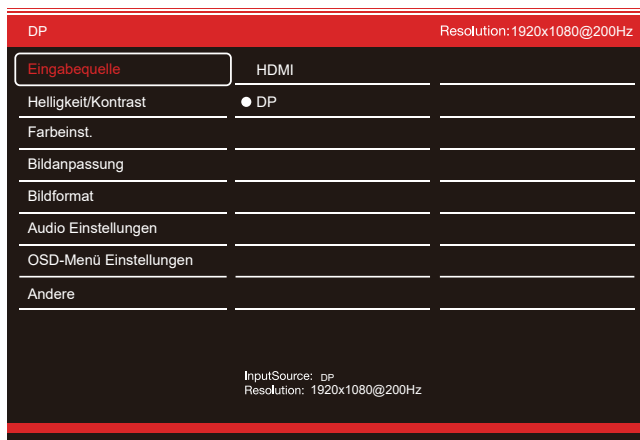 DP Resolution:1920x1080@200Hz
Eingabequelle HDMI
Helligkeit/Kontrast DP
Farbeinst.
Bildanpassung
Bildformat
Audio Einstellungen
OSD-Menü Einstellungen
Andere
InputSource: DP
Resolution: 1920x1080@200Hz